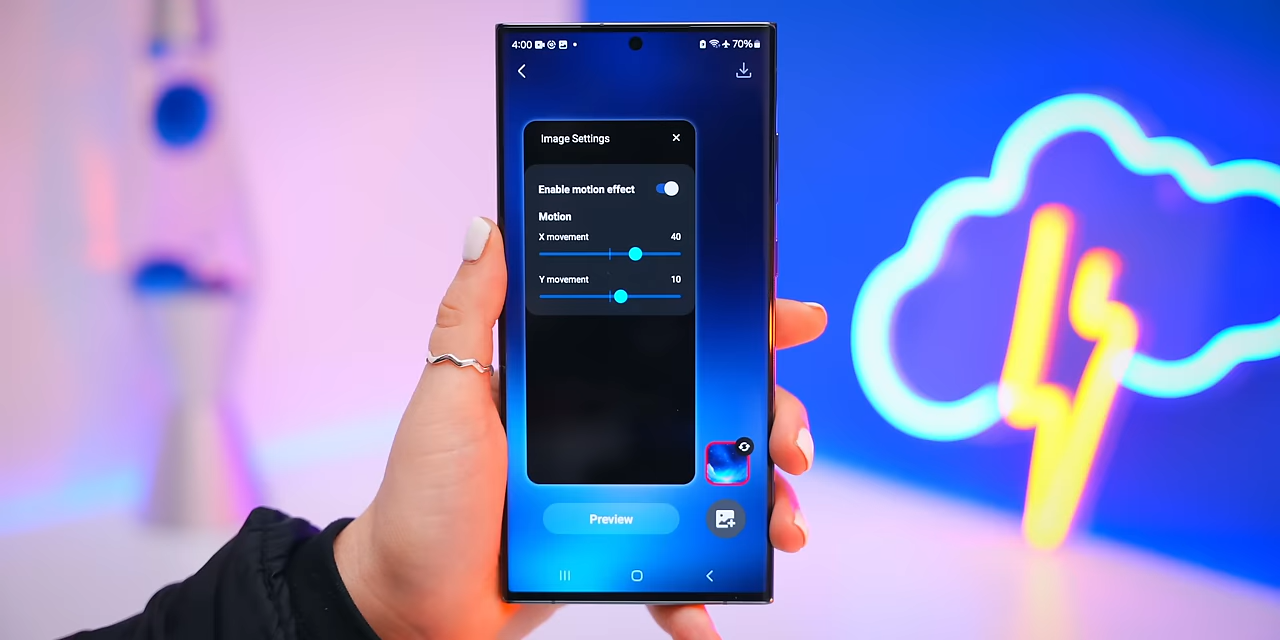 4:00 70%
Image Settings
Enable motion effect
Motion
X movement 40
Y movement 10
Preview